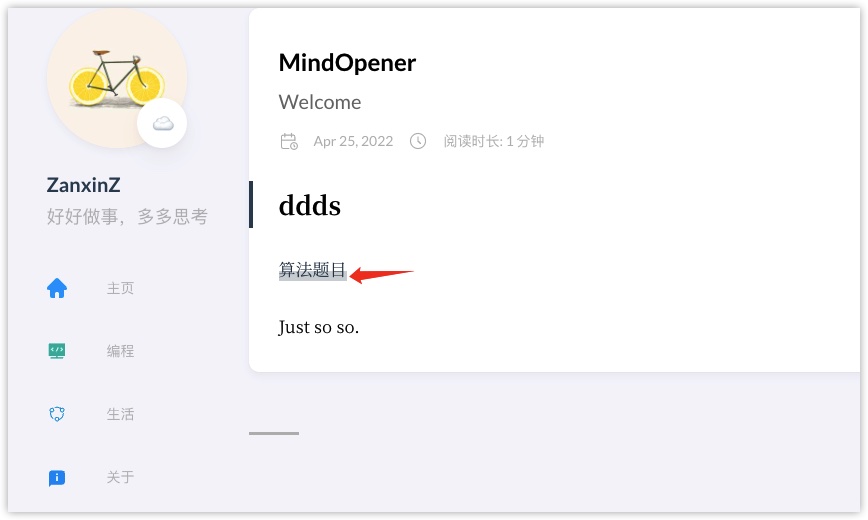 ZanxinZ
好好做事，多多思考
主页
编程
生活
关于
MindOpener
Welcome
Apr 25, 2022 阅读时长: 1 分钟
ddds
算法题目
Just so so.